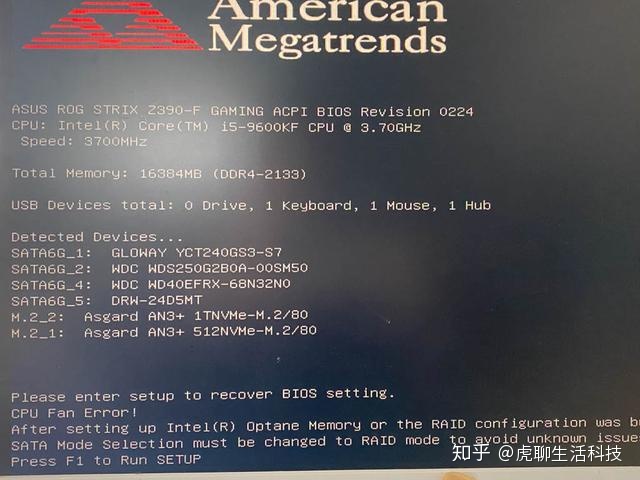 American
Megatrends
ASUS ROG STRIX Z390-F GAMING ACPI BIOS Revision 0224
CPU: Intel(R) Core(TM) i5-9600KF CPU @ 3.70GHz
Speed: 3700MHz
Total Memory: 16384MB (DDR4-2133)
USB Devices total: 0 Drive, 1 Keyboard, 1 Mouse, 1 Hub
Detected Devices...
SATA6G_1: GLOWAY YCT240GS3-S7
SATA6G_2: WDC WDS250G2B0A-00SM50
SATA6G_4: WDC WD40EFRX-68N32N0
SATA6G_5: DRW-24D5MT
M.2_2: Asgard AN3+ 1TNVMe-M.2/80
M.2_1: Asgard AN3+ 512NVMe-M.2/80
Please enter setup to recover BIOS setting.
CPU Fan Error!
After setting up Intel(R) Optane Memory or the RAID configuration was
SATA Mode Selection must be changed to RAID mode to avoid unknown issue
Press F1 to Run SETUP
知乎 @虎聊生活科技